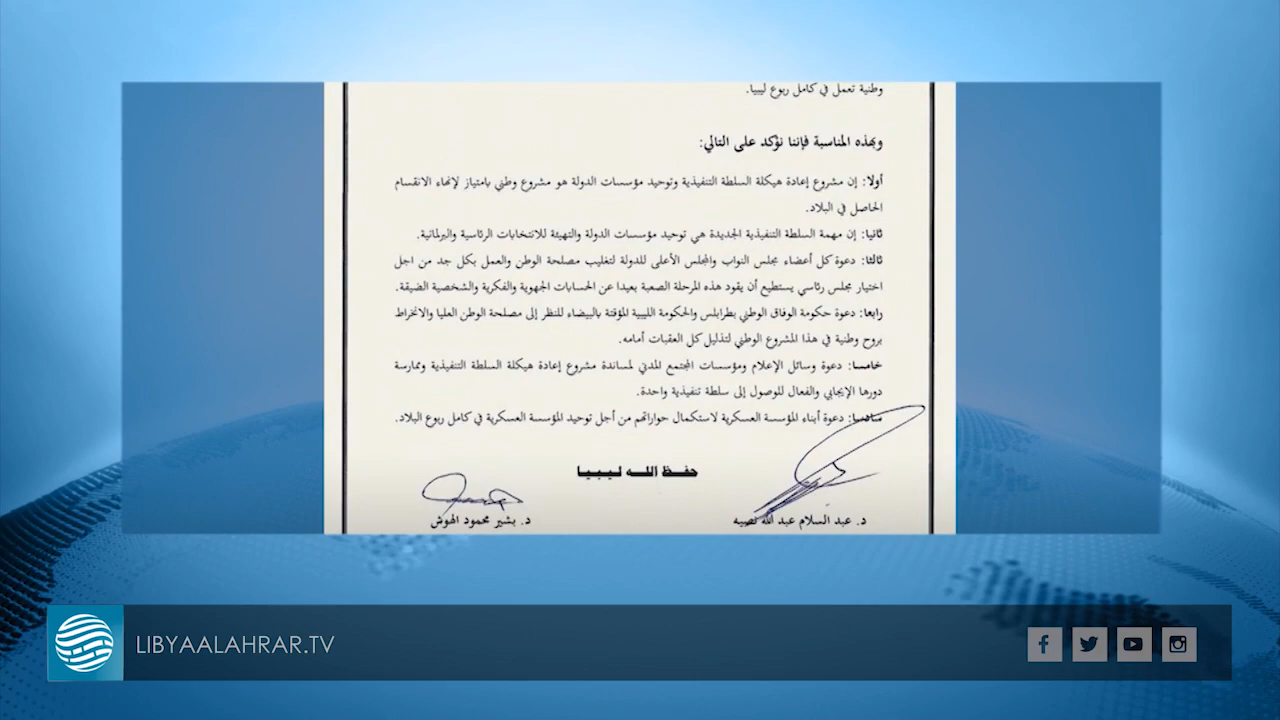 وطنية تعمل في كامل ربوع ليبيا.
وبهذه المناسبة فإننا نؤكد على التالي:
أولا: إن مشروع إعادة هيكلة السلطة التنفيذية وتوحيد مؤسسات الدولة هو مشروع وطني بامتياز لإنهاء الانقسام
الحاصل في البلاد.
ثانيا: إن مهمة السلطة التنفيذية الجديدة هي توحيد مؤسسات الدولة والتهيئة للانتخابات الرئاسية والبرلمانية.
ثالثا: دعوة كل أعضاء مجلس النواب والمجلس الأعلى للدولة لتغليب مصلحة الوطن والعمل بكل جد من اجل
اختيار مجلس رئاسي يستطيع أن يقود هذه المرحلة الصعبة بعيدا عن الحسابات الجهوية والفكرية والشخصية الضيقة.
رابعا: دعوة حكومة الوفاق الوطني بطرابلس والحكومة الليبية المؤقتة بالبيضاء للنظر إلى مصلحة الوطن العليا والانخراط
بروح وطنية في هذا المشروع الوطني لتذليل كل العقبات أمامه.
خامسا: دعوة وسائل الإعلام ومؤسسات المجتمع المدني لمساندة مشروع إعادة هيكلة السلطة التنفيذية وممارسة
دورها الإيجابي والفعال للوصول إلى سلطة تنفيذية واحدة.
سادسا: دعوة أبناء المؤسسة العسكرية لاستكمال حواراتهم من أجل توحيد المؤسسة العسكرية في كامل ربوع البلاد.
حفظ الله ليبيا
د. عبد السلام عبد الله نصيه
د. بشير محمود الهوش
LIBYAALAHRAR.TV